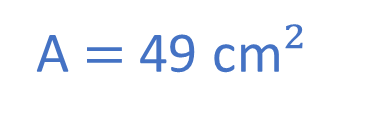 A = 49 cm²